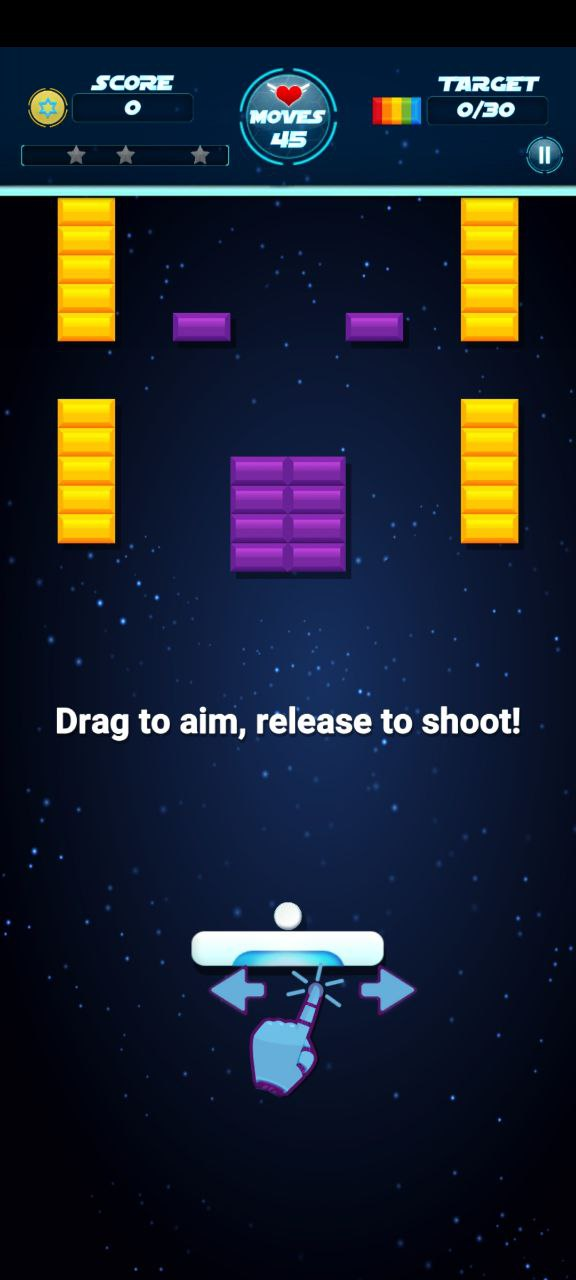 SCORE
0
MOVES
45
TARGET
0/30
Drag to aim, release to shoot!